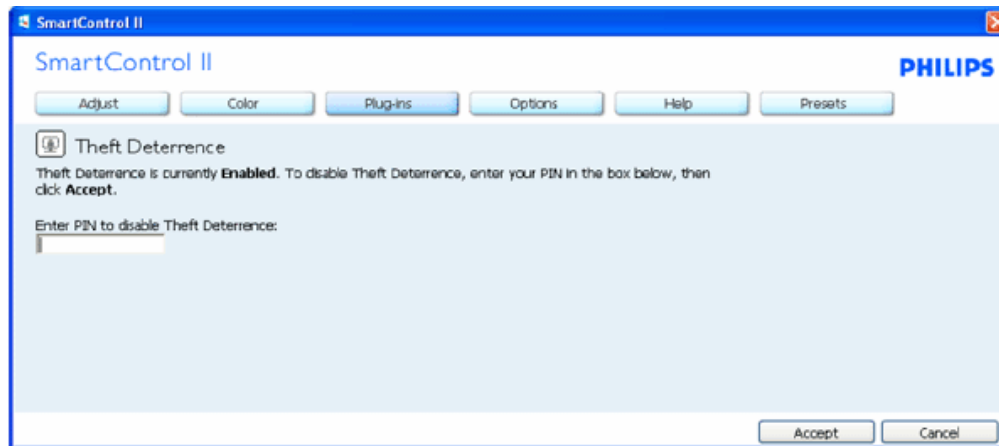 SmartControl II
SmartControl II
PHILIPS
Adjust Color Plug-ins Options Help Presets
Theft Deterrence
Theft Deterrence is currently Enabled. To disable Theft Deterrence, enter your PIN in the box below, then
click Accept.
Enter PIN to disable Theft Deterrence:
Accept Cancel